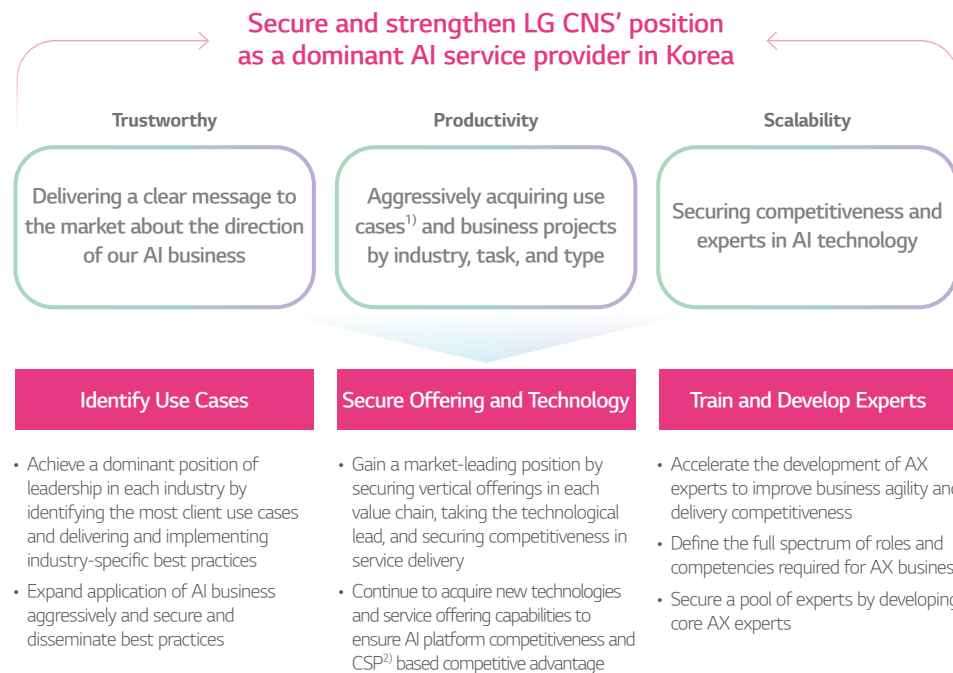 Secure and strengthen LG CNS’ position
as a dominant AI service provider in Korea
Trustworthy
Delivering a clear message to
the market about the direction
of our AI business
Productivity
Aggressively acquiring use
cases1) and business projects
by industry, task, and type
Scalability
Securing competitiveness and
experts in AI technology
Identify Use Cases
• Achieve a dominant position of
leadership in each industry by
identifying the most client use cases
and delivering and implementing
industry-specific best practices
• Expand application of AI business
aggressively and secure and
disseminate best practices
Secure Offering and Technology
• Gain a market-leading position by
securing vertical offerings in each
value chain, taking the technological
lead, and securing competitiveness in
service delivery
• Continue to acquire new technologies
and service offering capabilities to
ensure AI platform competitiveness and
CSP2) based competitive advantage
Train and Develop Experts
• Accelerate the development of AX
experts to improve business agility and
delivery competitiveness
• Define the full spectrum of roles and
competencies required for AX busines
• Secure a pool of experts by developing
core AX experts